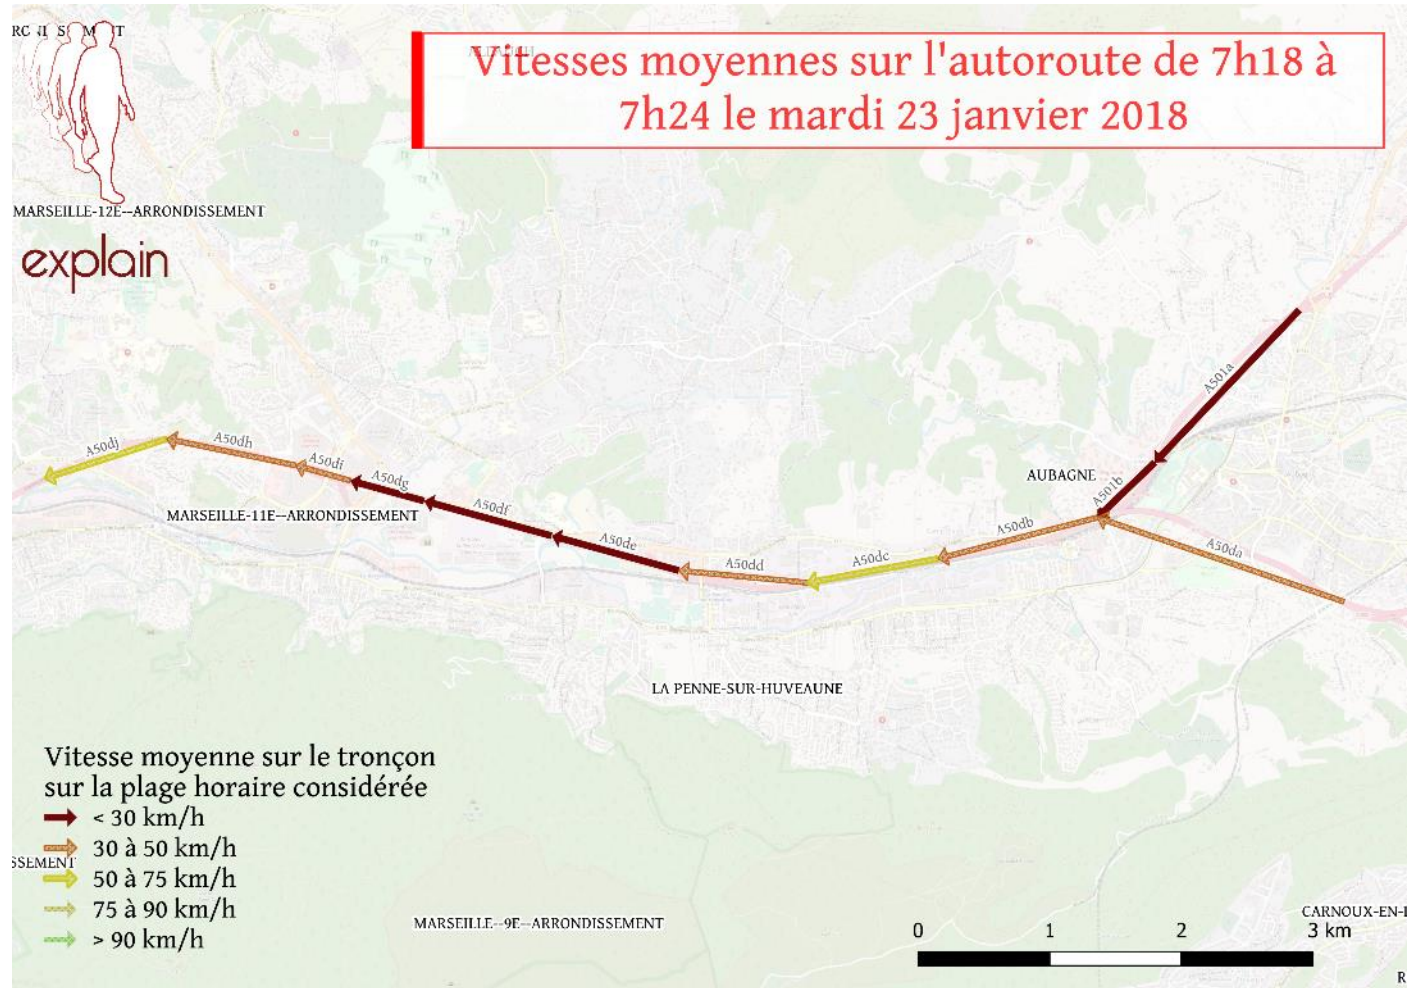 Vitesses moyennes sur l'autoroute de 7h18 à
7h24 le mardi 23 janvier 2018
MARSEILLE-12E--ARRONDISSEMENT
explain
A501a
A501b
AUBAGNE
A50dj
A50dh
A50di
A50dg
A50df
A50de
A50dd
A50dc
A50db
A50da
MARSEILLE-11E--ARRONDISSEMENT
LA PENNE-SUR-HUVEAUNE
Vitesse moyenne sur le tronçon
sur la plage horaire considérée
< 30 km/h
30 à 50 km/h
SSEMENT
50 à 75 km/h
75 à 90 km/h
> 90 km/h
MARSEILLE--9E--ARRONDISSEMENT
CARNOUX-EN-
0 1 2 3 km
R